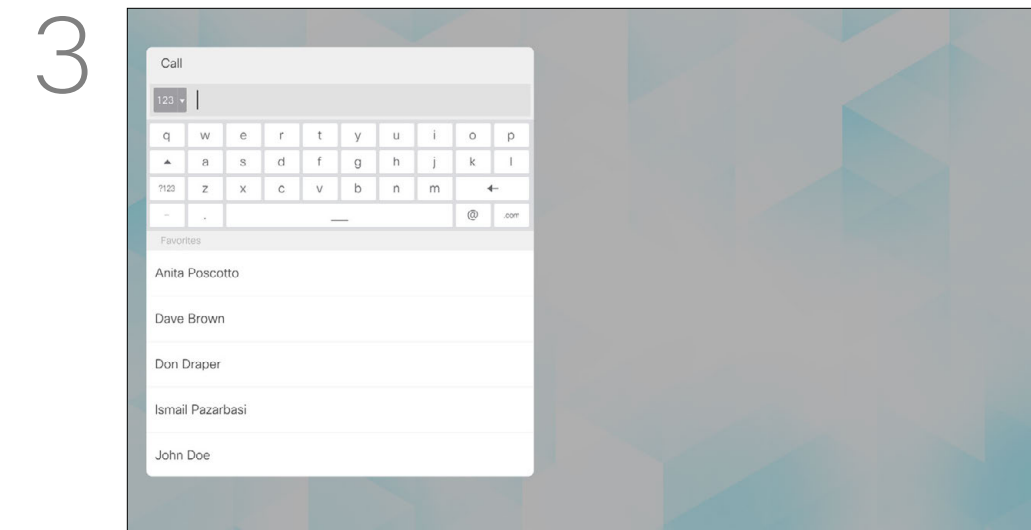 3
Call
123
q w e r t y u i o p
a s d f g h j k l
?123 z x c v b n m
- . _ @ .com
Favorites
Anita Poscotto
Dave Brown
Don Draper
Ismail Pazarbasi
John Doe